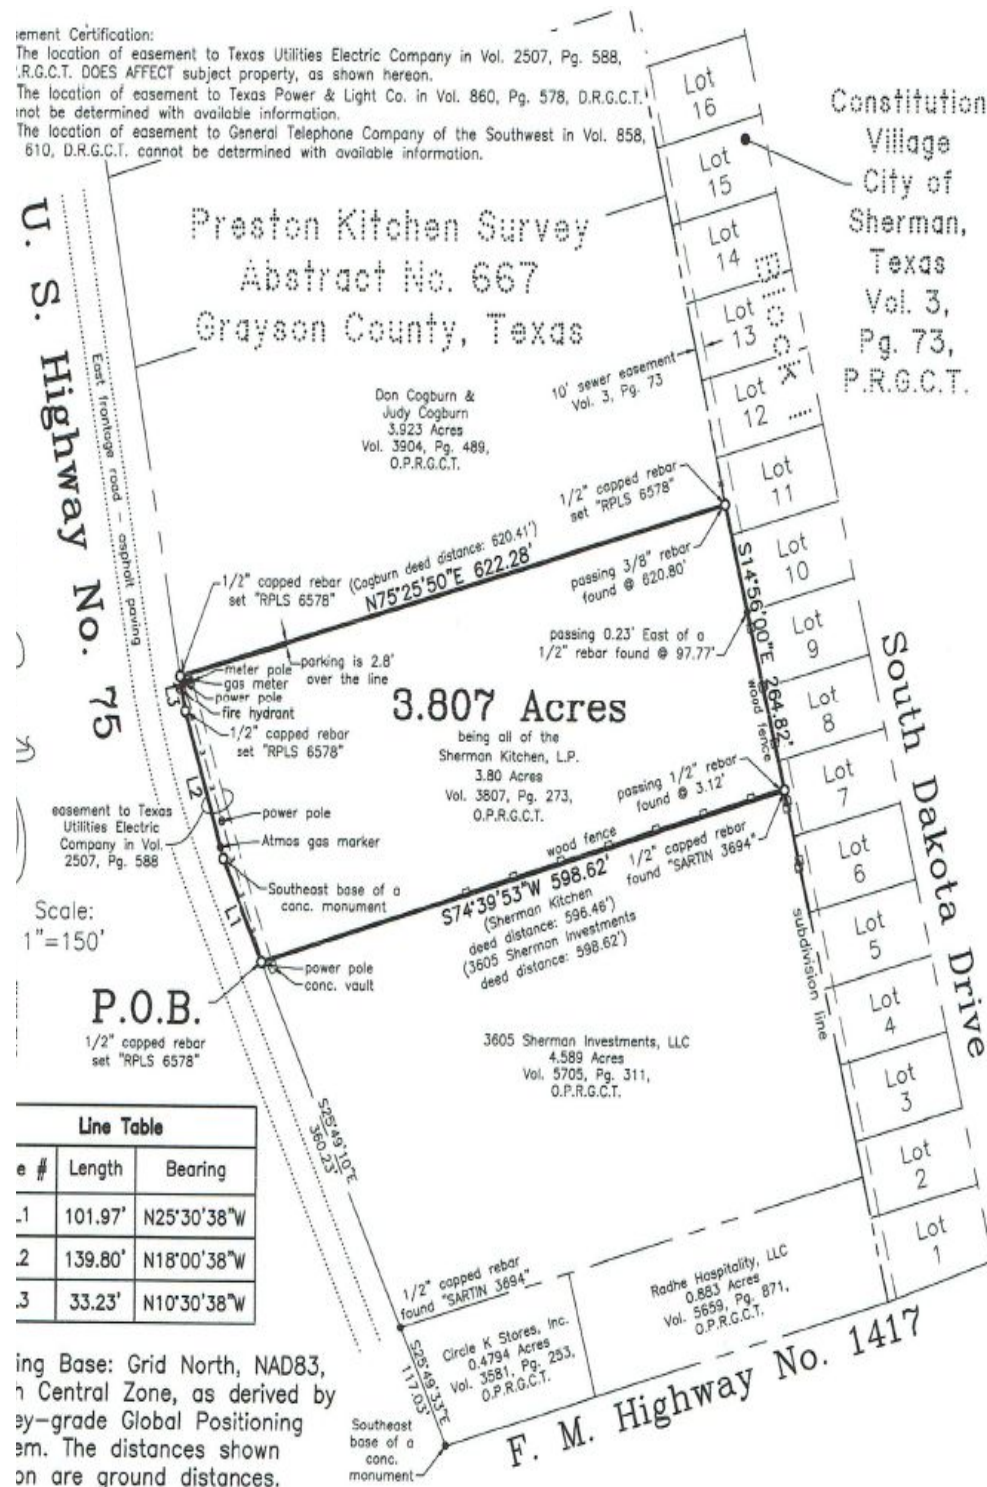 ement Certification:
The location of easement to Texas Utilities Electric Company in Vol. 2507, Pg. 588,
.R.G.C.T. DOES AFFECT subject property, as shown hereon.
The location of easement to Texas Power & Light Co. in Vol. 860, Pg. 578, D.R.G.C.T.
not be determined with available information.
The location of easement to General Telephone Company of the Southwest in Vol. 858,
610, D.R.G.C.T. cannot be determined with available information.
Lot
16
Lot
15
Lot
14
Lot
13
Lot
12
Lot
11
Lot
10
Lot
9
Lot
8
Lot
7
Lot
6
Lot
5
Lot
4
Lot
3
Lot
2
Lot
1
Block
Constitution
Village
City of
Sherman,
Texas
Vol. 3,
Pg. 73,
P.R.G.C.T.
Preston Kitchen Survey
Abstract No. 667
Grayson County, Texas
U. S. Highway No. 75
East frontage road - asphalt paving
10' sewer easement
Vol. 3, Pg. 73
Don Cogburn &
Judy Cogburn
3.923 Acres
Vol. 3904, Pg. 489,
O.P.R.G.C.T.
1/2" capped rebar
set "RPLS 6578"
(Cogburn deed distance: 620.41')
N75°25'50"E 622.28'
passing 3/8" rebar
found @ 620.80'
1/2" capped rebar
set "RPLS 6578"
S14°56'00"E 264.82'
passing 0.23' East of a
1/2" rebar found @ 97.77'
wood fence
parking is 2.8'
over the line
meter pole
gas meter
power pole
fire hydrant
1/2" capped rebar
set "RPLS 6578"
L3
L2
L1
3.807 Acres
being all of the
Sherman Kitchen, L.P.
3.80 Acres
Vol. 3807, Pg. 273,
O.P.R.G.C.T.
passing 1/2" rebar
found @ 3.12'
1/2" capped rebar
found "SARTIN 3694"
easement to Texas
Utilities Electric
Company in Vol.
2507, Pg. 588
power pole
Atmos gas marker
Southeast base of a
conc. monument
wood fence
S74°39'53"W 598.62'
(Sherman Kitchen
deed distance: 596.46')
(3605 Sherman Investments
deed distance: 598.62')
South Dakota Drive
subdivision line
Scale:
1"=150'
P.O.B.
1/2" capped rebar
set "RPLS 6578"
power pole
conc. vault
3605 Sherman Investments, LLC
4.589 Acres
Vol. 5705, Pg. 311,
O.P.R.G.C.T.
S25°49'10"E
360.23'
Line Table
e # Length Bearing
L1 101.97' N25°30'38"W
.2 139.80' N18°00'38"W
.3 33.23' N10°30'38"W
1/2" capped rebar
found "SARTIN 3694"
S25°49'33"E
117.03'
Circle K Stores, Inc.
0.4794 Acres
Vol. 3581, Pg. 253,
O.P.R.G.C.T.
Radhe Hospitality, LLC
0.883 Acres
Vol. 5659, Pg. 871,
O.P.R.G.C.T.
F. M. Highway No. 1417
Southeast
base of a
conc.
monument
ing Base: Grid North, NAD83,
h Central Zone, as derived by
ey-grade Global Positioning
em. The distances shown
on are ground distances.